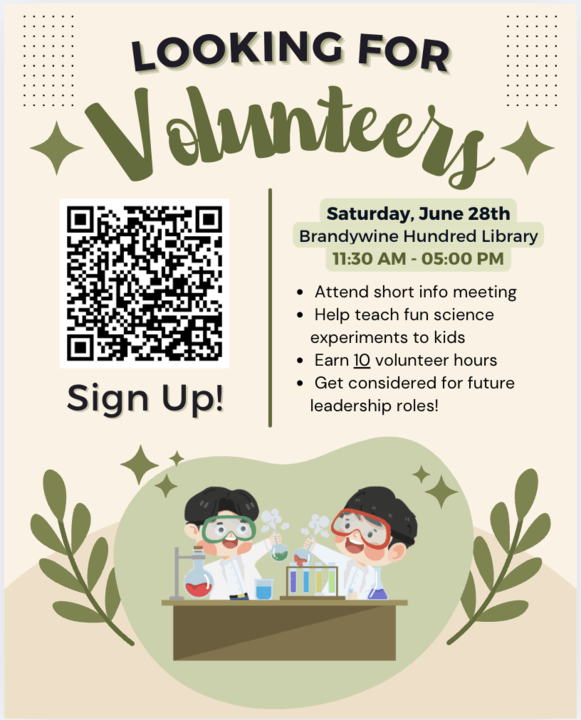 LOOKING FOR
Volunteers
Saturday, June 28th
Brandywine Hundred Library
11:30 AM - 05:00 PM
• Attend short info meeting
• Help teach fun science
experiments to kids
• Earn 10 volunteer hours
• Get considered for future
leadership roles!
Sign Up!